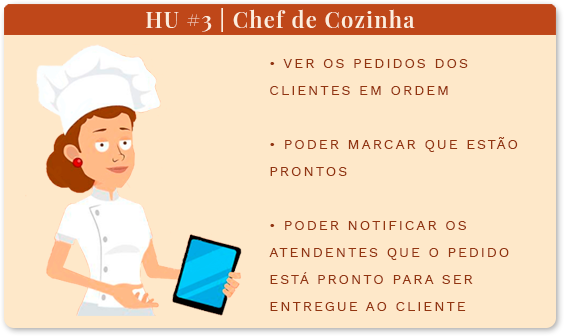 HU #3 | Chef de Cozinha
• VER OS PEDIDOS DOS
CLIENTES EM ORDEM
• PODER MARCAR QUE ESTÃO
PRONTOS
• PODER NOTIFICAR OS
ATENDENTES QUE O PEDIDO
ESTÁ PRONTO PARA SER
ENTREGUE AO CLIENTE